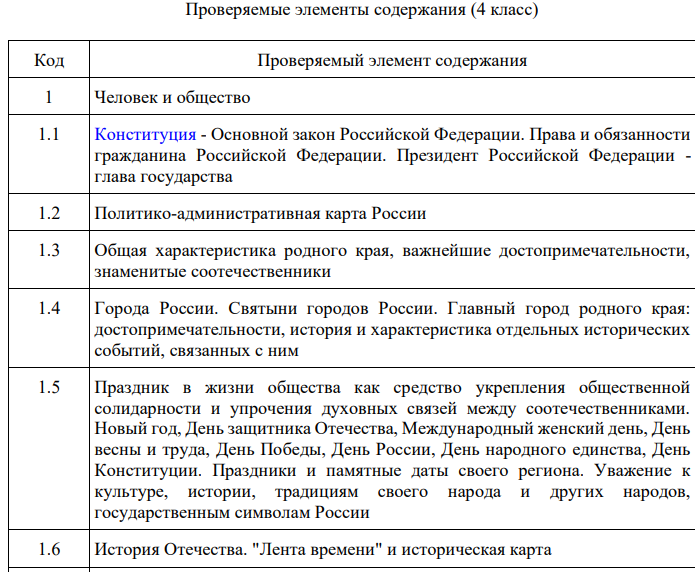 Проверяемые элементы содержания (4 класс)
Код Проверяемый элемент содержания
1 Человек и общество
1.1 Конституция - Основной закон Российской Федерации. Права и обязанности
гражданина Российской Федерации. Президент Российской Федерации -
глава государства
1.2 Политико-административная карта России
1.3 Общая характеристика родного края, важнейшие достопримечательности,
знаменитые соотечественники
1.4 Города России. Святыни городов России. Главный город родного края:
достопримечательности, история и характеристика отдельных исторических
событий, связанных с ним
1.5 Праздник в жизни общества как средство укрепления общественной
солидарности и упрочения духовных связей между соотечественниками.
Новый год, День защитника Отечества, Международный женский день, День
весны и труда, День Победы, День России, День народного единства, День
Конституции. Праздники и памятные даты своего региона. Уважение к
культуре, истории, традициям своего народа и других народов,
государственным символам России
1.6 История Отечества. "Лента времени" и историческая карта